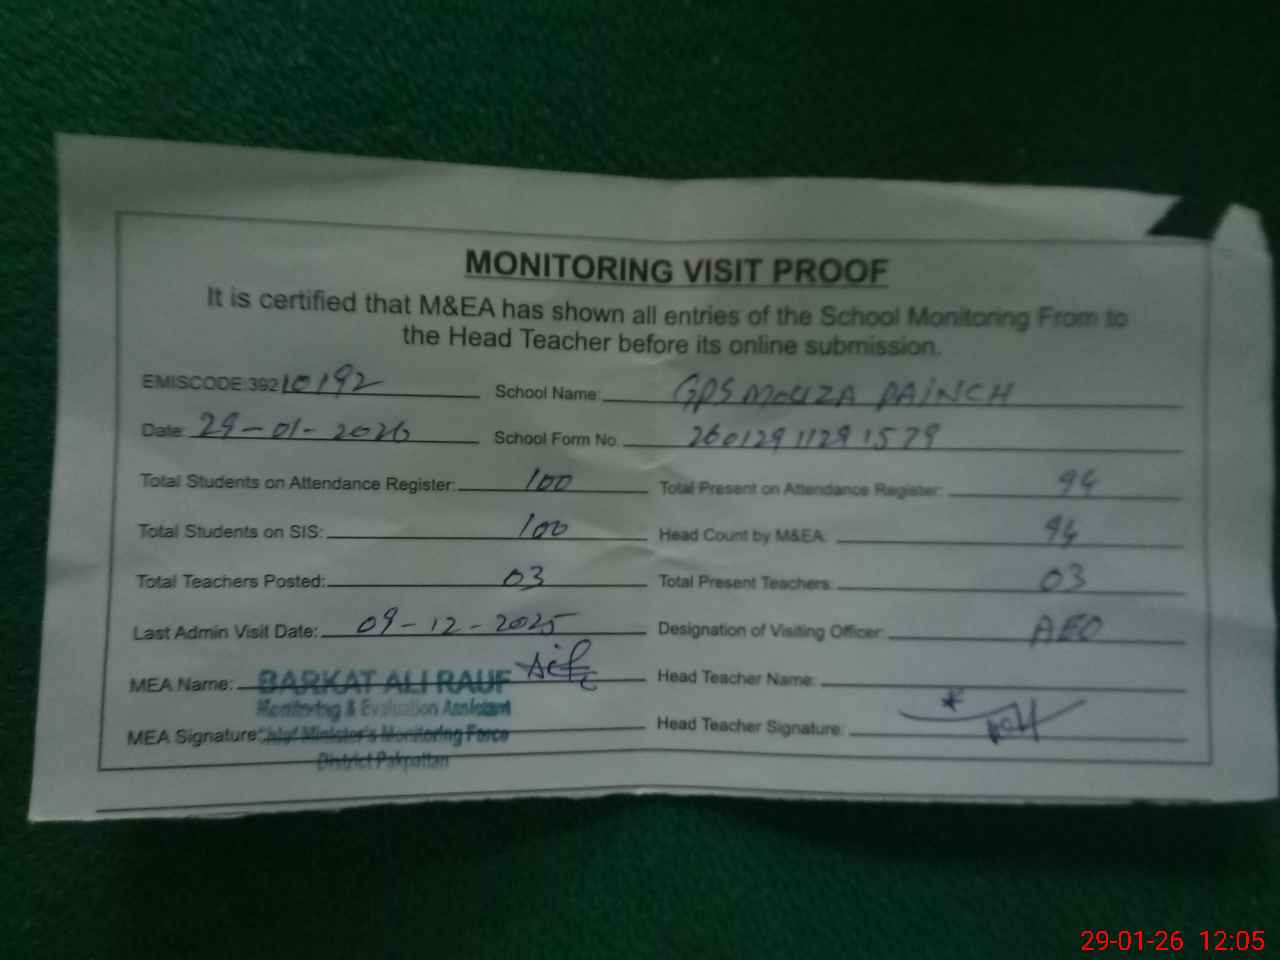 MONITORING VISIT PROOF
It is certified that M&EA has shown all entries of the School Monitoring From to
the Head Teacher before its online submission.
EMISCODE:392 10192 School Name: GPS MOUZA PAINCH
Date: 29-01-2026 School Form No. 26012911291579
Total Students on Attendance Register: 100 Total Present on Attendance Register: 94
Total Students on SIS: 100 Head Count by M&EA: 94
Total Teachers Posted: 03 Total Present Teachers: 03
Last Admin Visit Date: 09-12-2025 Designation of Visiting Officer: AEO
MEA Name: BARKAT ALI RAUF Head Teacher Name:
Monitoring & Evaluation Assistant
MEA Signature: Chief Minister's Monitoring Force Head Teacher Signature:
District Pakpattan
29-01-26 12:05